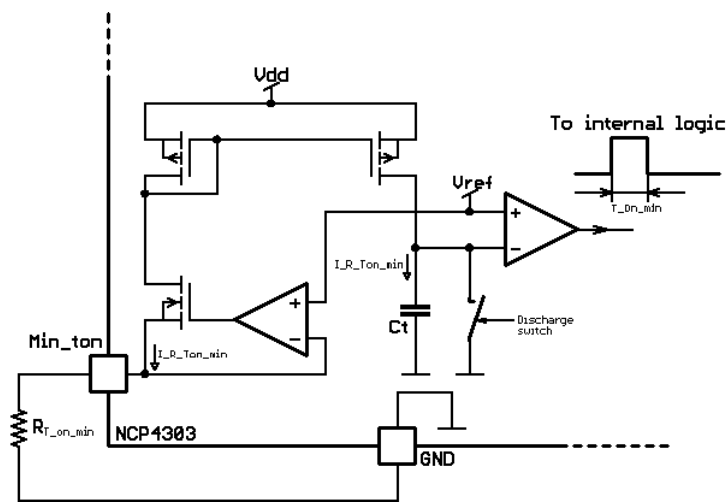 Vdd
To internal logic
Vref
T_On_min
+
−
I_R_Ton_min
+
−
Ct
Discharge
switch
Min_ton
I_R_Ton_min
RT_on_min
NCP4303
GND